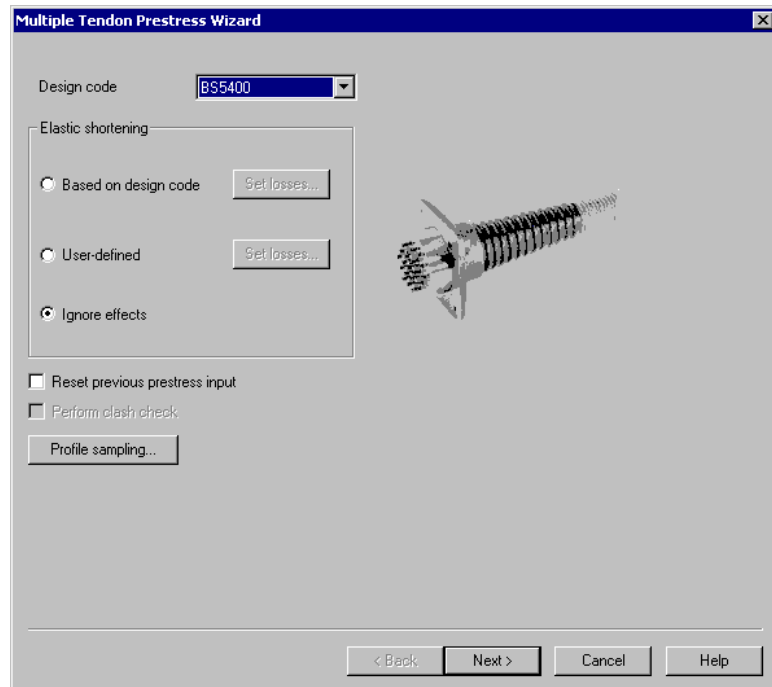 Multiple Tendon Prestress Wizard
Design code
BS5400
Elastic shortening
Based on design code
Set losses...
User-defined
Set losses...
Ignore effects
Reset previous prestress input
Perform clash check
Profile sampling...
< Back
Next >
Cancel
Help